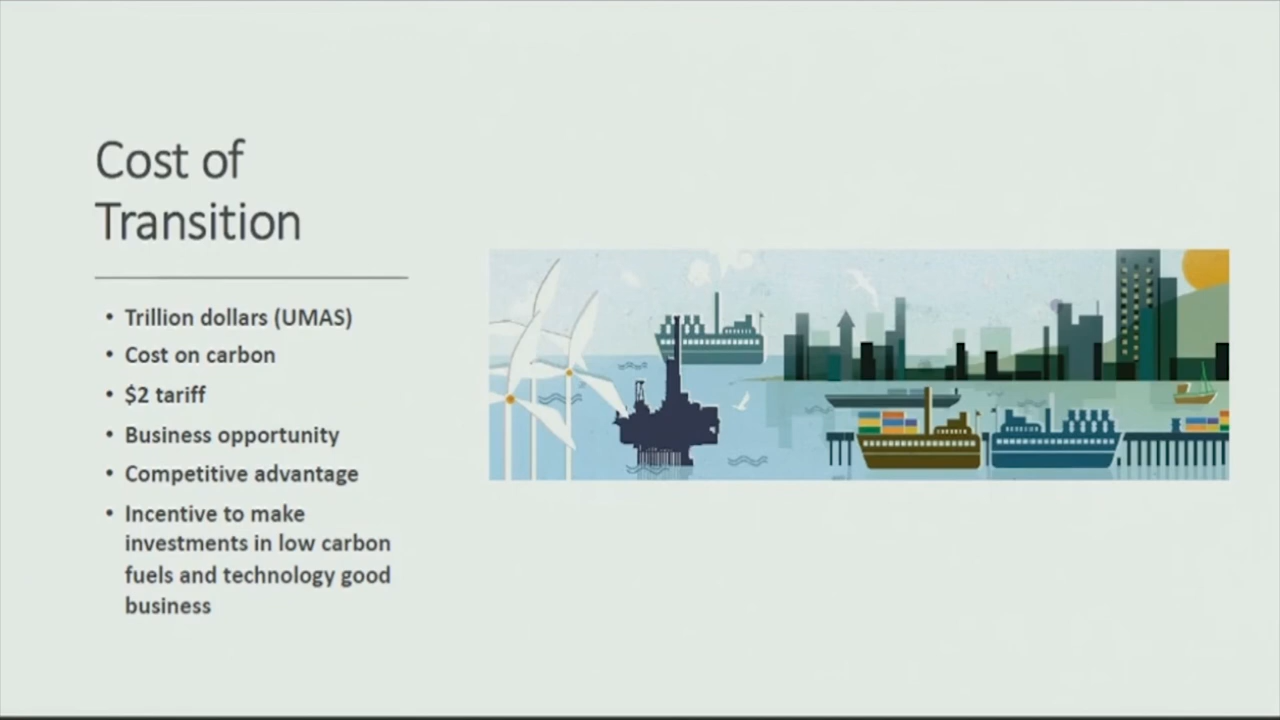 Cost of
Transition
• Trillion dollars (UMAS)
• Cost on carbon
• $2 tariff
• Business opportunity
• Competitive advantage
• Incentive to make
investments in low carbon
fuels and technology good
business